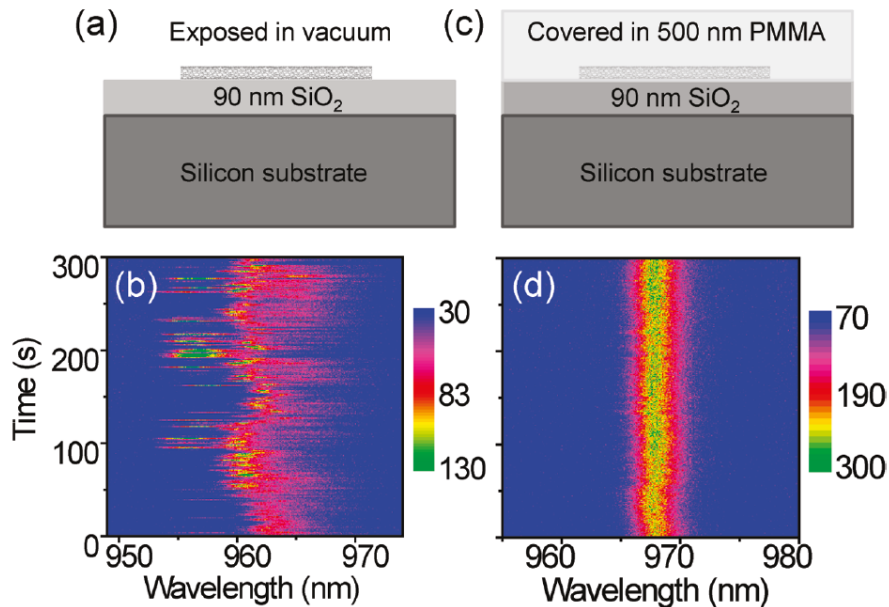 (a) Exposed in vacuum
90 nm SiO₂
Silicon substrate
(c) Covered in 500 nm PMMA
90 nm SiO₂
Silicon substrate
(b)
300
200
100
0
Time (s)
950 960 970
Wavelength (nm)
30
83
130
(d)
960 970 980
Wavelength (nm)
70
190
300